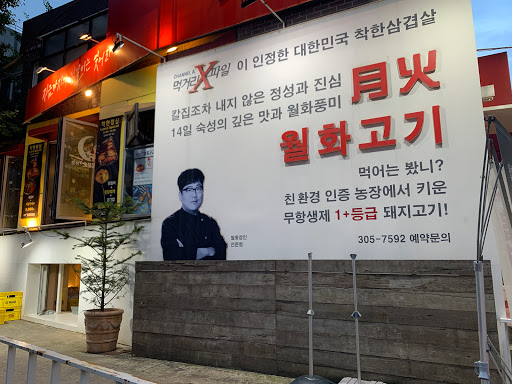 CHANNEL A
먹거리X파일 이 인정한 대한민국 착한삼겹살
칼집조차 내지 않은 정성과 진심
14일 숙성의 깊은 맛과 월화풍미
月火
월화고기
먹어는 봤니?
친 환경 인증 농장에서 키운
무항생제 1+등급 돼지고기!
305-7592 예약문의